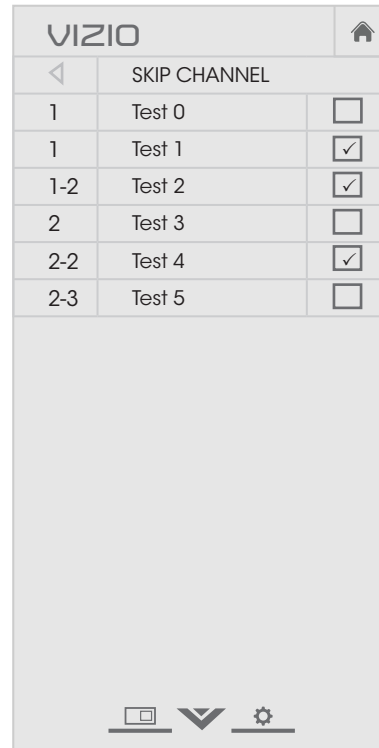 VIZIO
SKIP CHANNEL
1 Test 0
1 Test 1
1-2 Test 2
2 Test 3
2-2 Test 4
2-3 Test 5